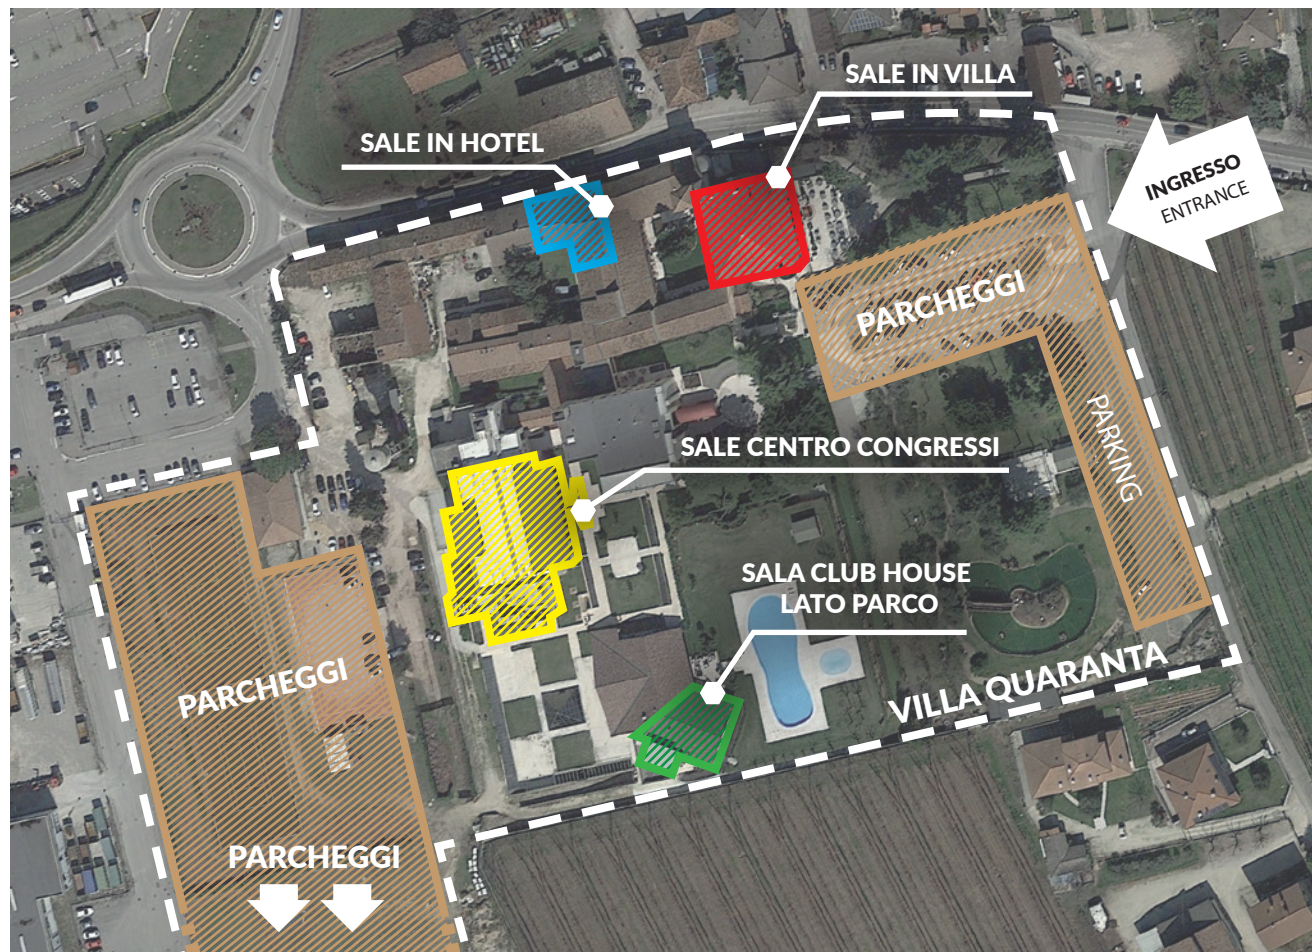 SALE IN VILLA
SALE IN HOTEL
INGRESSO
ENTRANCE
PARCHEGGI
PARKING
SALE CENTRO CONGRESSI
SALA CLUB HOUSE
LATO PARCO
VILLA QUARANTA
PARCHEGGI
PARCHEGGI